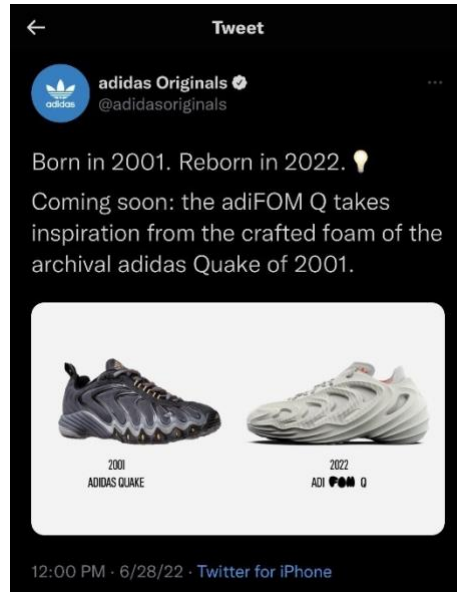 Tweet
adidas
adidas Originals
@adidasoriginals
Born in 2001. Reborn in 2022.
Coming soon: the adiFOM Q takes
inspiration from the crafted foam of the
archival adidas Quake of 2001.
2001
ADIDAS QUAKE
2022
ADI FOM Q
12:00 PM · 6/28/22 · Twitter for iPhone